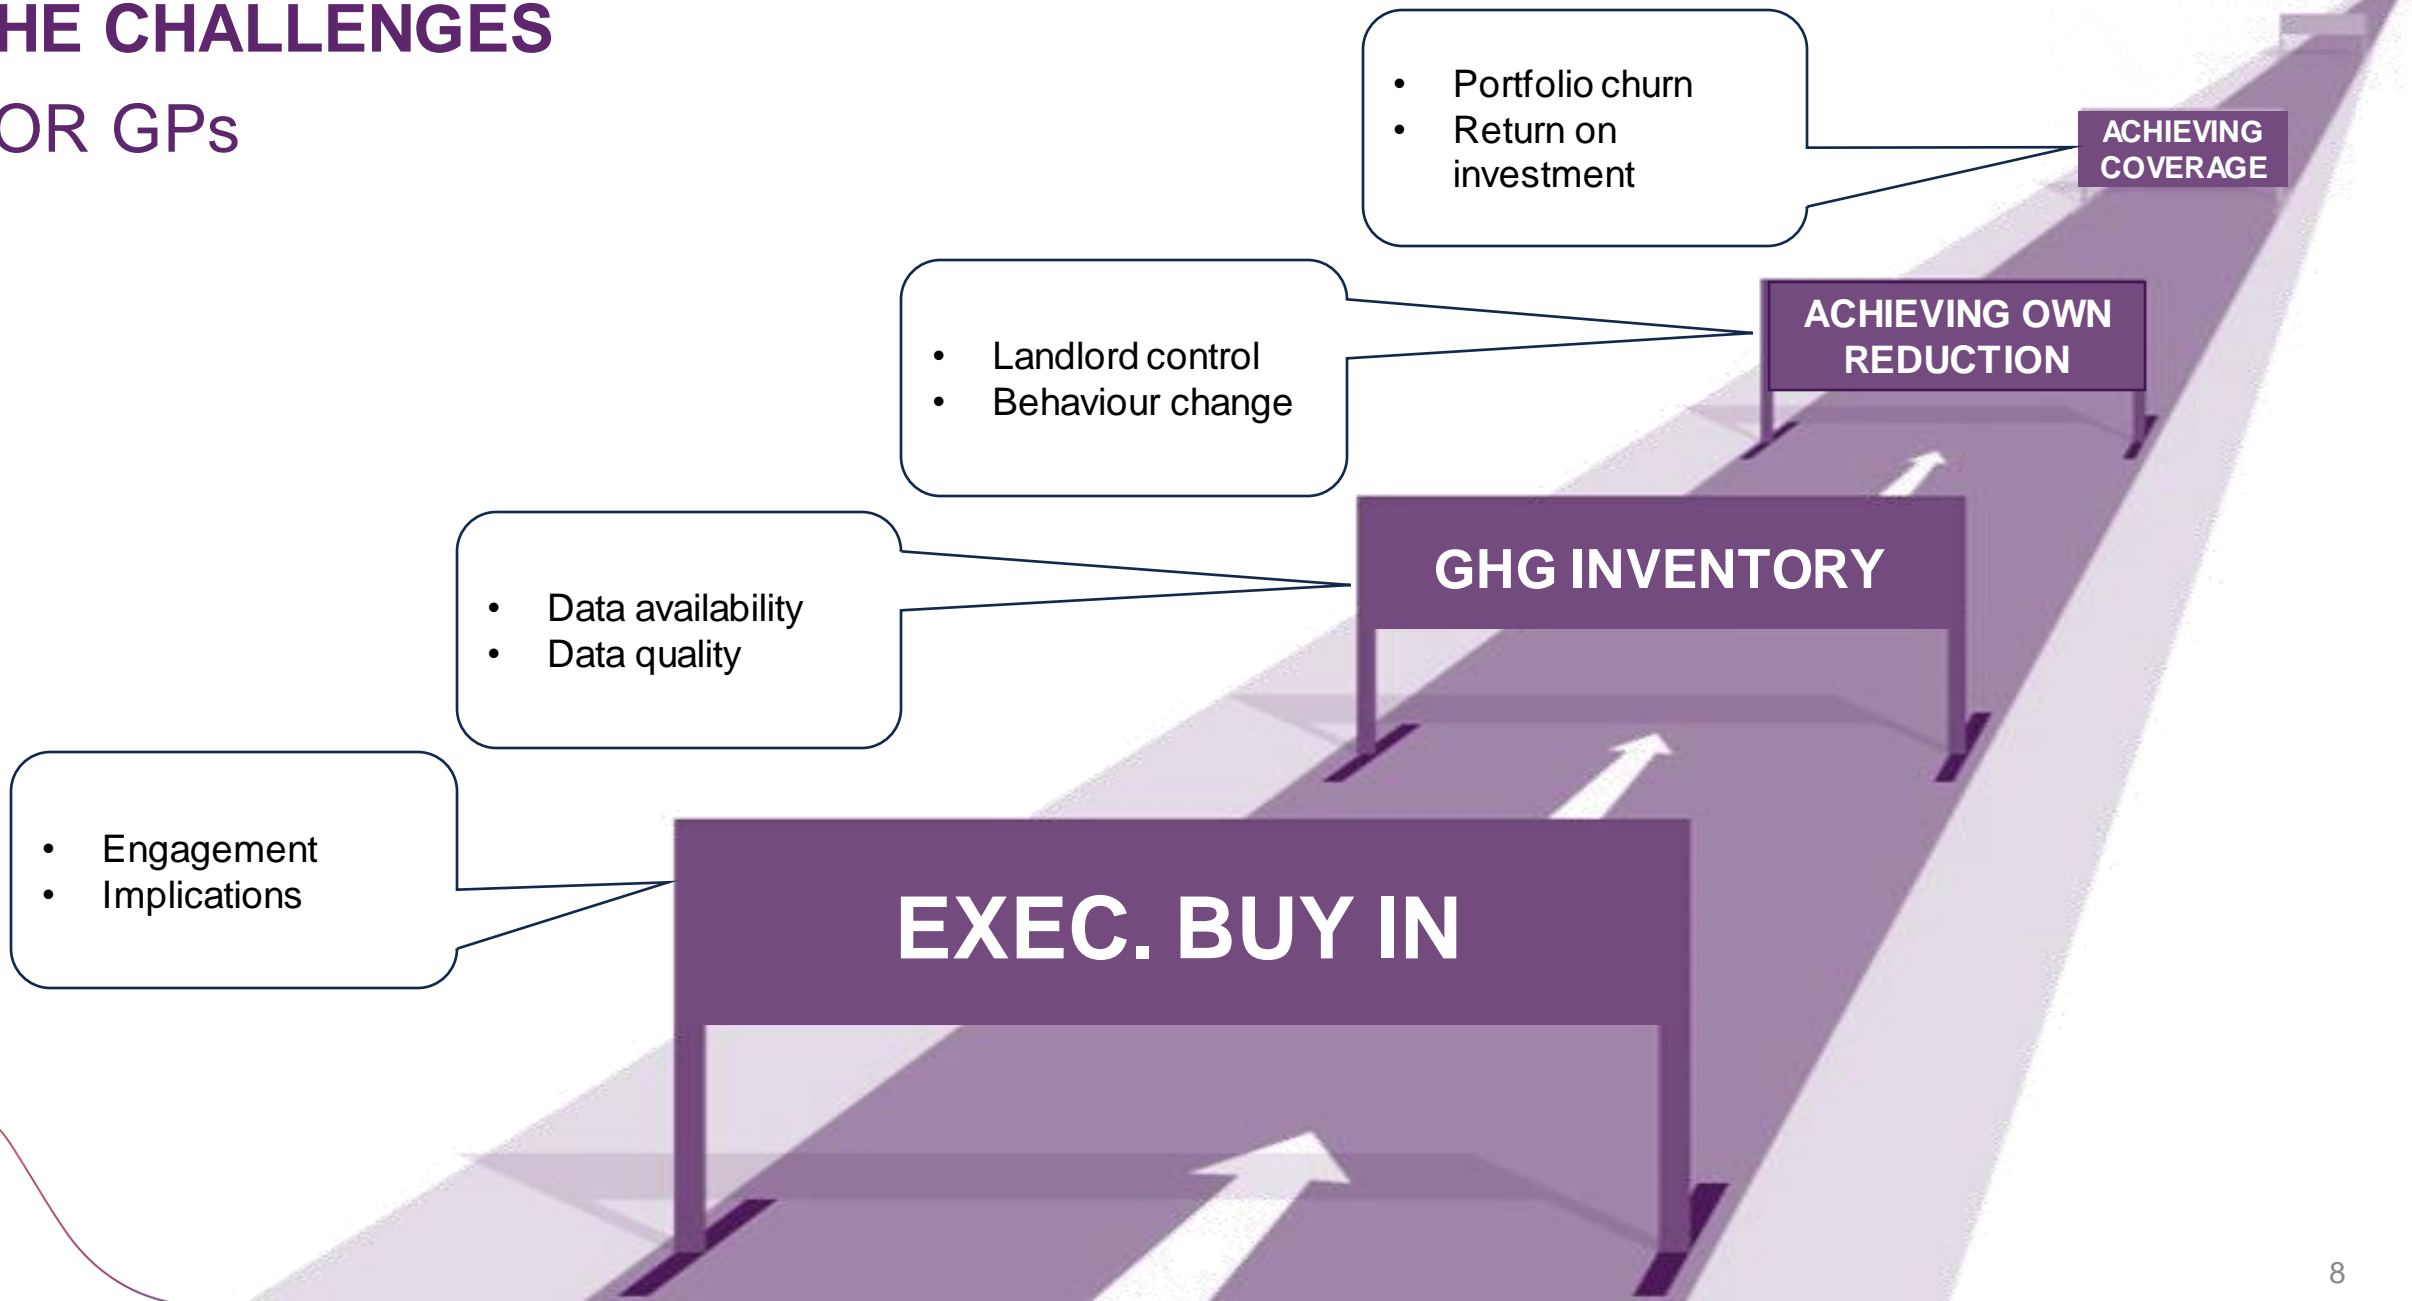 HE CHALLENGES
OR GPs
• Portfolio churn
• Return on
investment
ACHIEVING
COVERAGE
• Landlord control
• Behaviour change
ACHIEVING OWN
REDUCTION
• Data availability
• Data quality
GHG INVENTORY
• Engagement
• Implications
EXEC. BUY IN
8